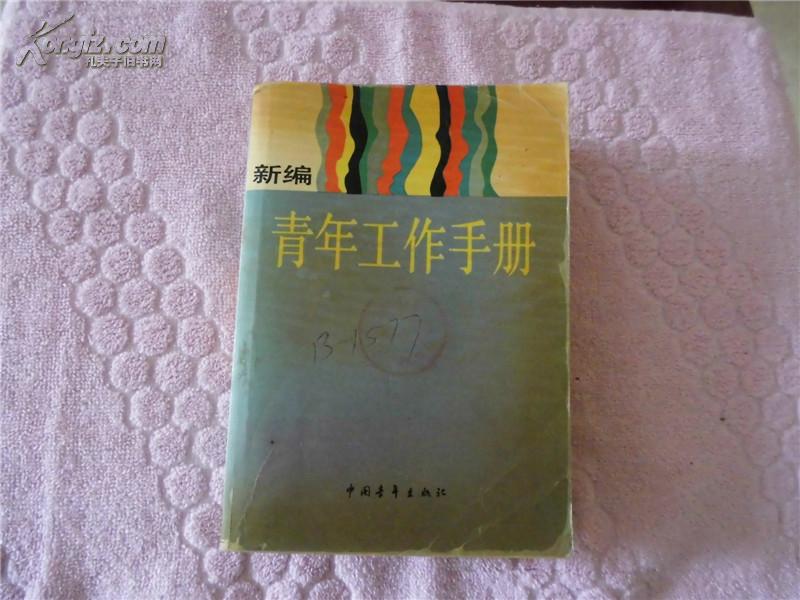 Kongfz.com
孔夫子旧书网
新编
青年工作手册
B-1577
中国青年出版社